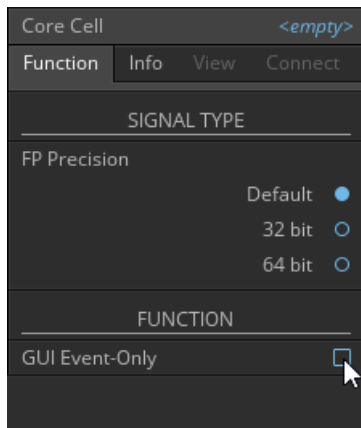 Core Cell <empty>
Function Info View Connect
SIGNAL TYPE
FP Precision
Default
32 bit
64 bit
FUNCTION
GUI Event-Only